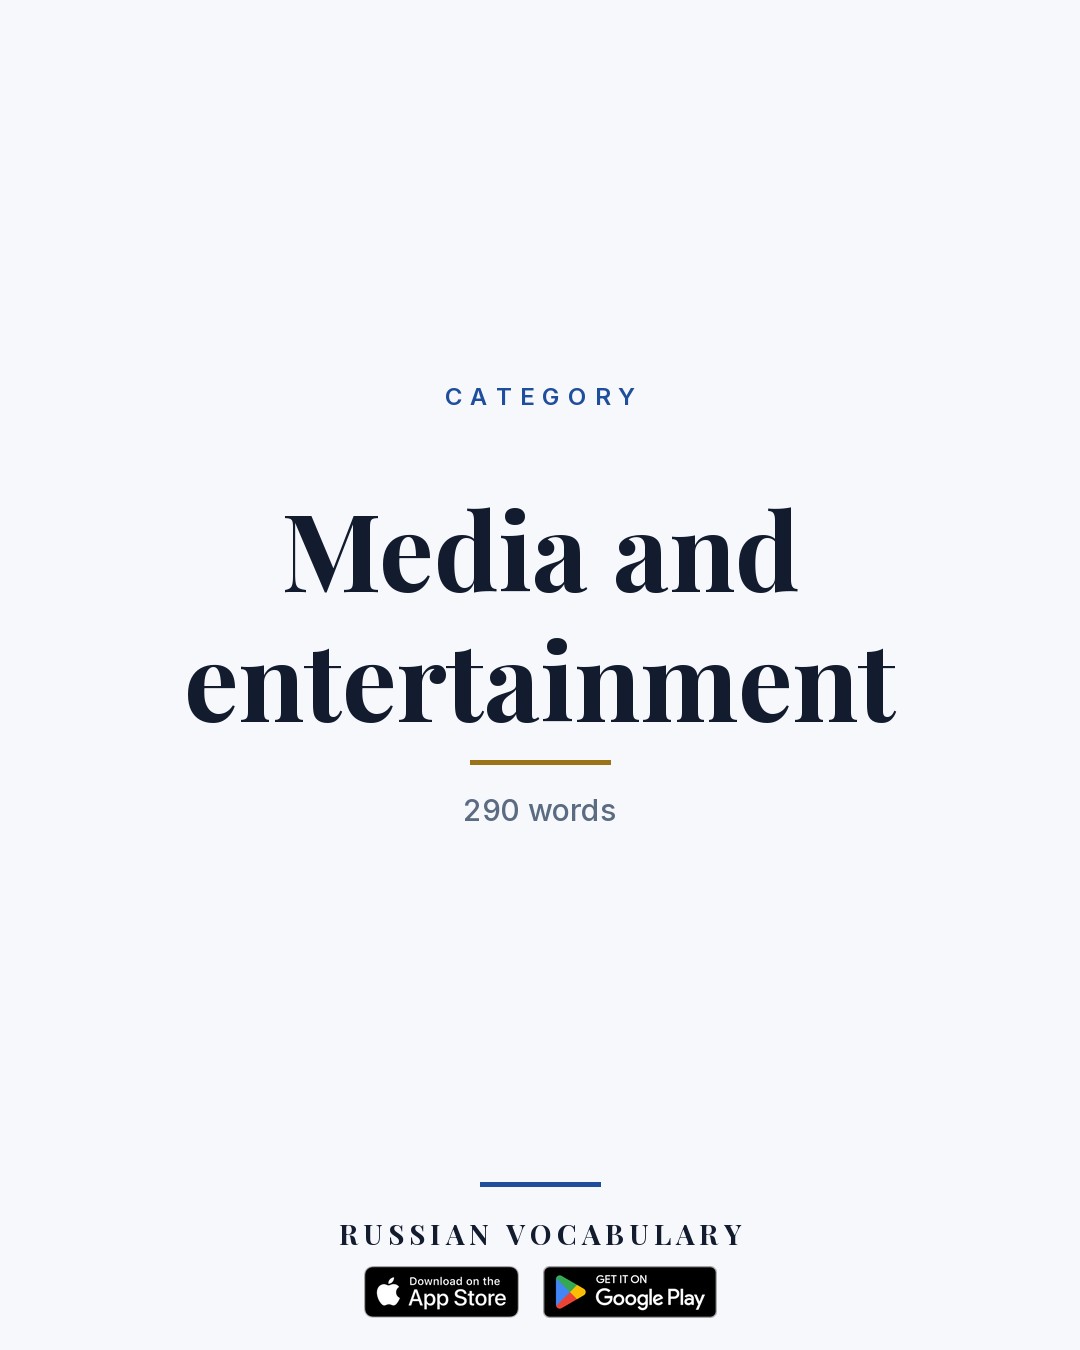 CATEGORY
Media and
entertainment
290 words
RUSSIAN VOCABULARY
Download on the
App Store
GET IT ON
Google Play